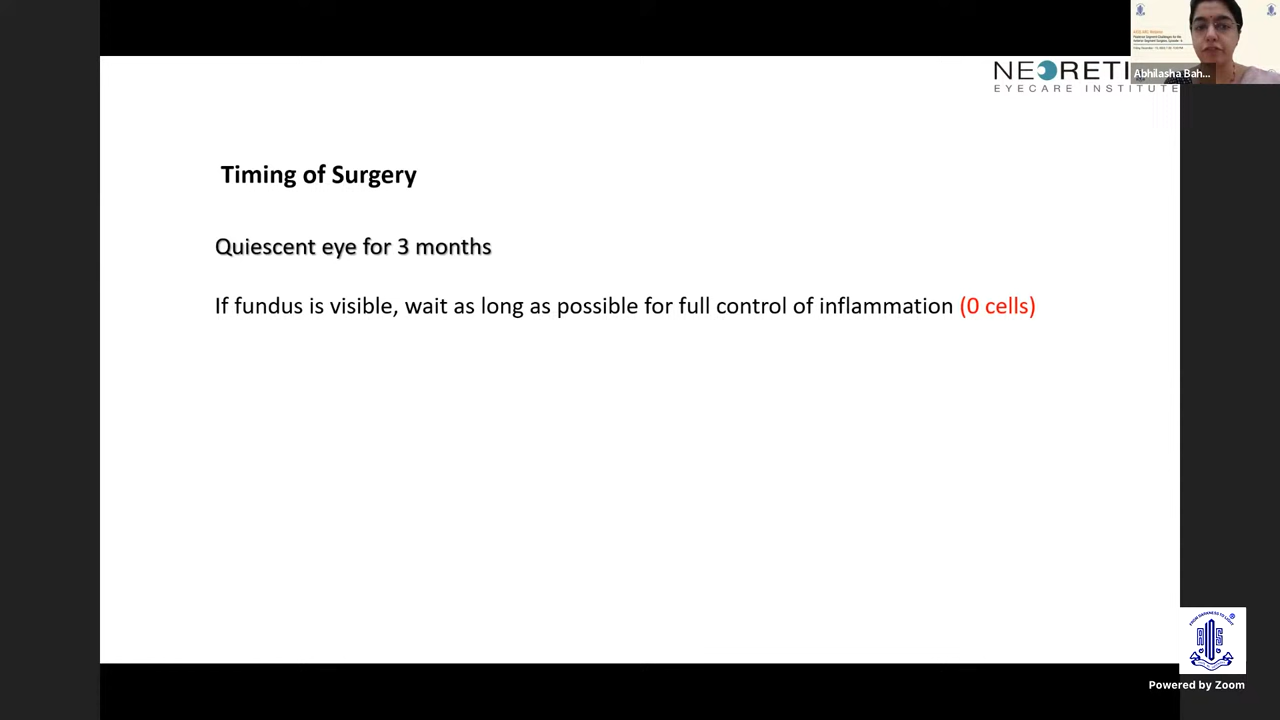 NEORETI
EYECARE INSTITUTE
Abhilasha Bah...
Timing of Surgery
Quiescent eye for 3 months
If fundus is visible, wait as long as possible for full control of inflammation (0 cells)
Powered by Zoom